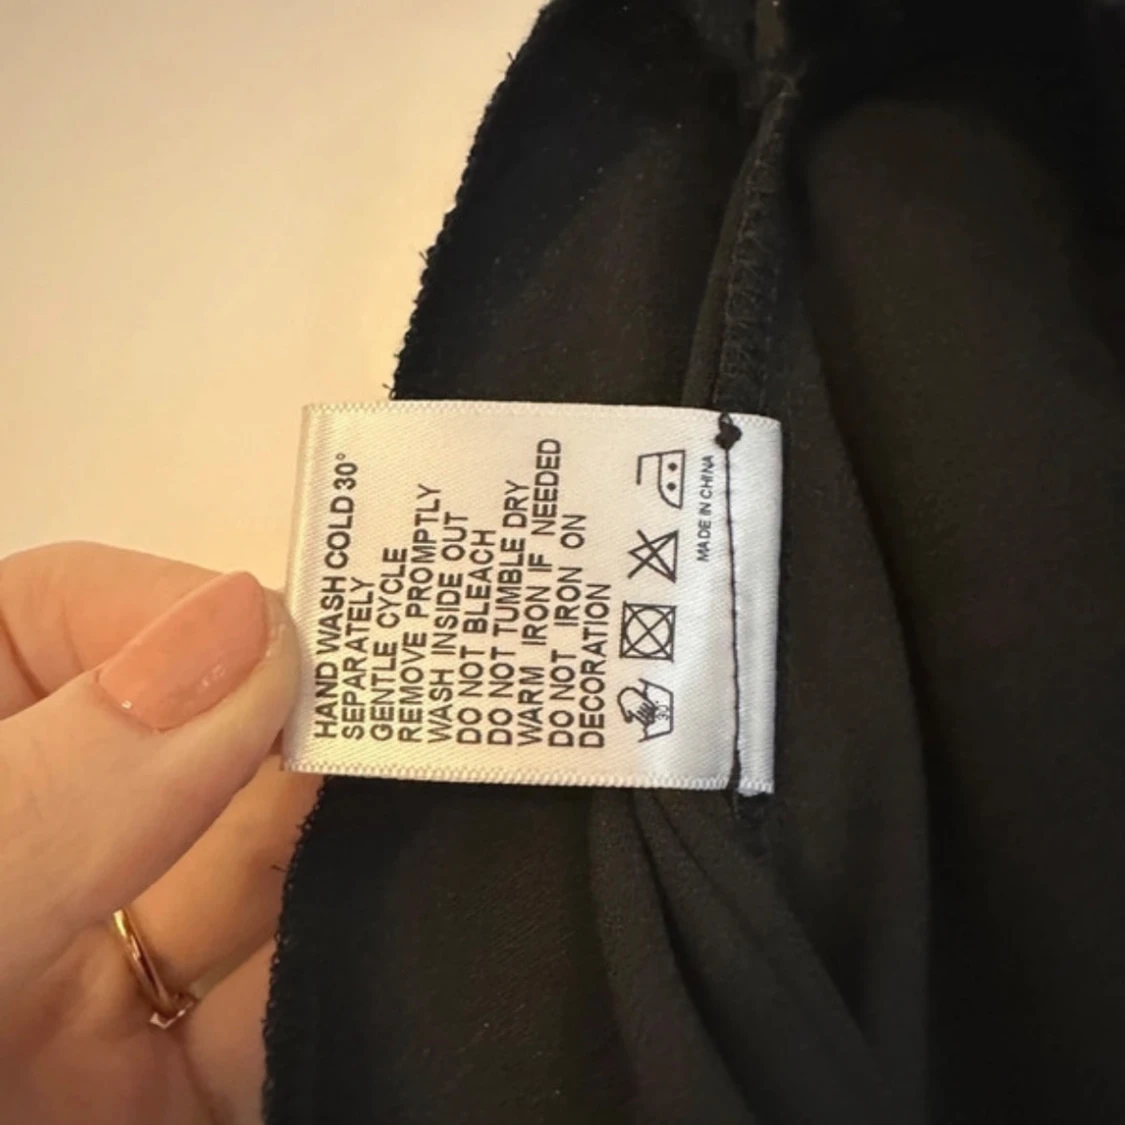 HAND WASH COLD 30°
SEPARATELY
GENTLE CYCLE
REMOVE PROMPTLY
WASH INSIDE OUT
DO NOT BLEACH
DO NOT TUMBLE DRY
WARM IRON IF NEEDED
DO NOT IRON ON
DECORATION
30°
MADE IN CHINA